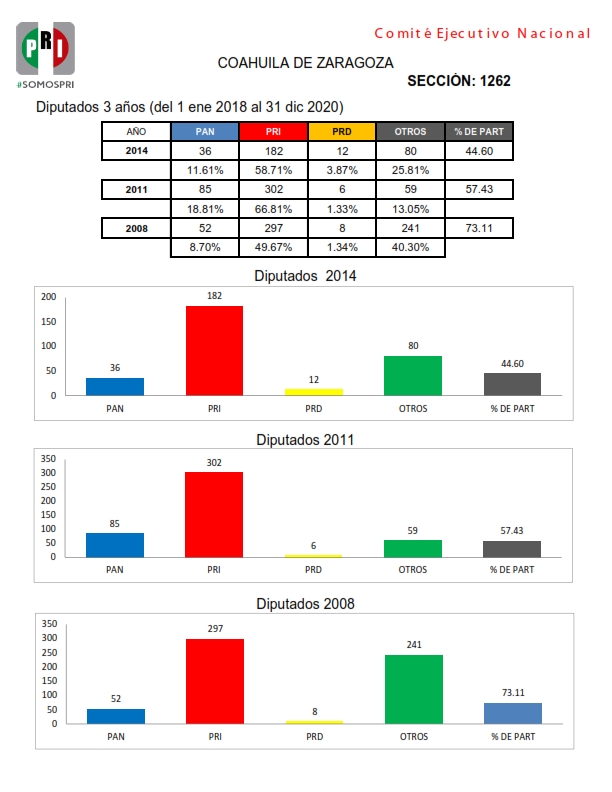 PRI
#SOMOSPRI
Comité Ejecutivo Nacional
COAHUILA DE ZARAGOZA
SECCIÓN: 1262
Diputados 3 años (del 1 ene 2018 al 31 dic 2020)
AÑO PAN PRI PRD OTROS % DE PART
2014 36 182 12 80 44.60
11.61% 58.71% 3.87% 25.81%
2011 85 302 6 59 57.43
18.81% 66.81% 1.33% 13.05%
2008 52 297 8 241 73.11
8.70% 49.67% 1.34% 40.30%
Diputados 2014
200
150
100
50
0
36 182 12 80 44.60
PAN PRI PRD OTROS % DE PART
Diputados 2011
350
300
250
200
150
100
50
0
85 302 6 59 57.43
PAN PRI PRD OTROS % DE PART
Diputados 2008
350
300
250
200
150
100
50
0
52 297 8 241 73.11
PAN PRI PRD OTROS % DE PART